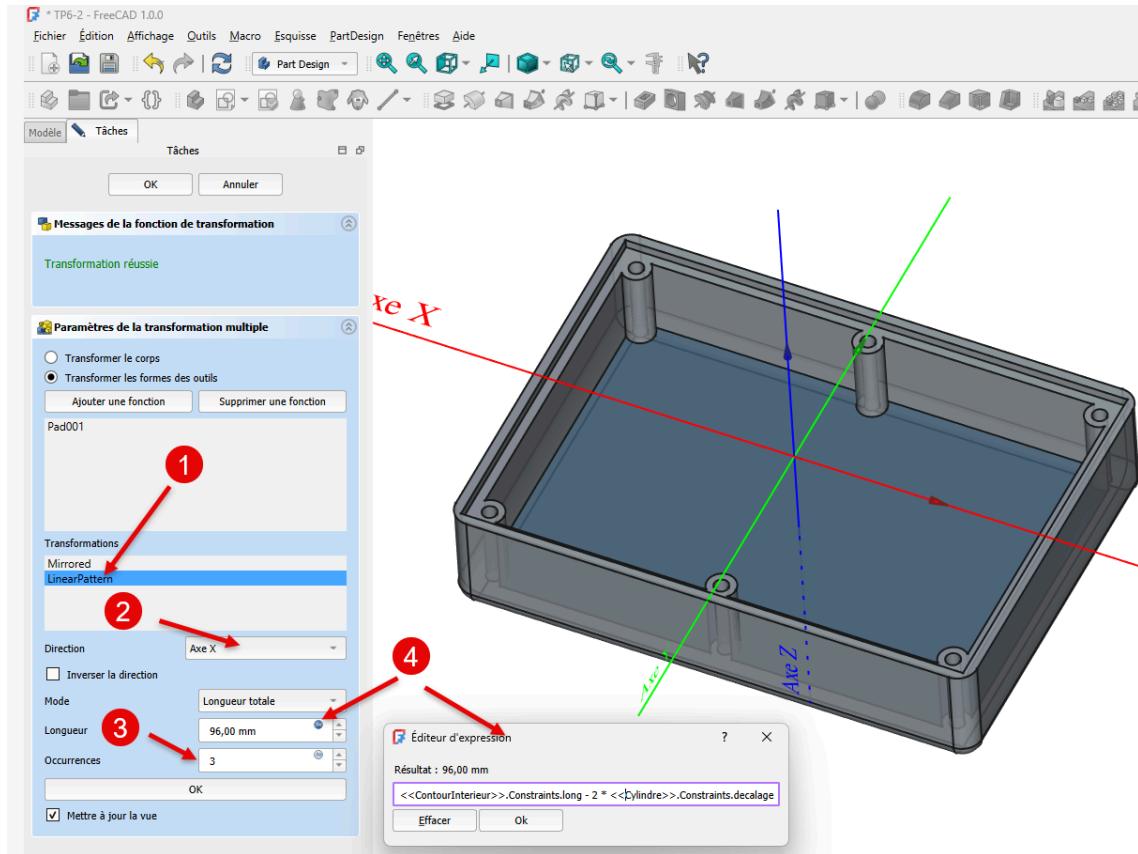 * TP6-2 - FreeCAD 1.0.0
Fichier Édition Affichage Outils Macro Esquisse PartDesign Fenêtres Aide
Part Design
Modèle Tâches
Tâches
OK Annuler
Messages de la fonction de transformation
Transformation réussie
Paramètres de la transformation multiple
Transformer le corps
Transformer les formes des outils
Ajouter une fonction Supprimer une fonction
Pad001
1
Transformations
Mirrored
LinearPattern
2
Direction Axe X
Inverser la direction
Mode Longueur totale
3
Longueur 96,00 mm
Occurrences 3
OK
Mettre à jour la vue
xe X
Axe Z
Axe
4
Éditeur d'expression ? ×
Résultat : 96,00 mm
<<ContourInterieur>>.Constraints.long - 2 * <<Cylindre>>.Constraints.decalage
Effacer Ok